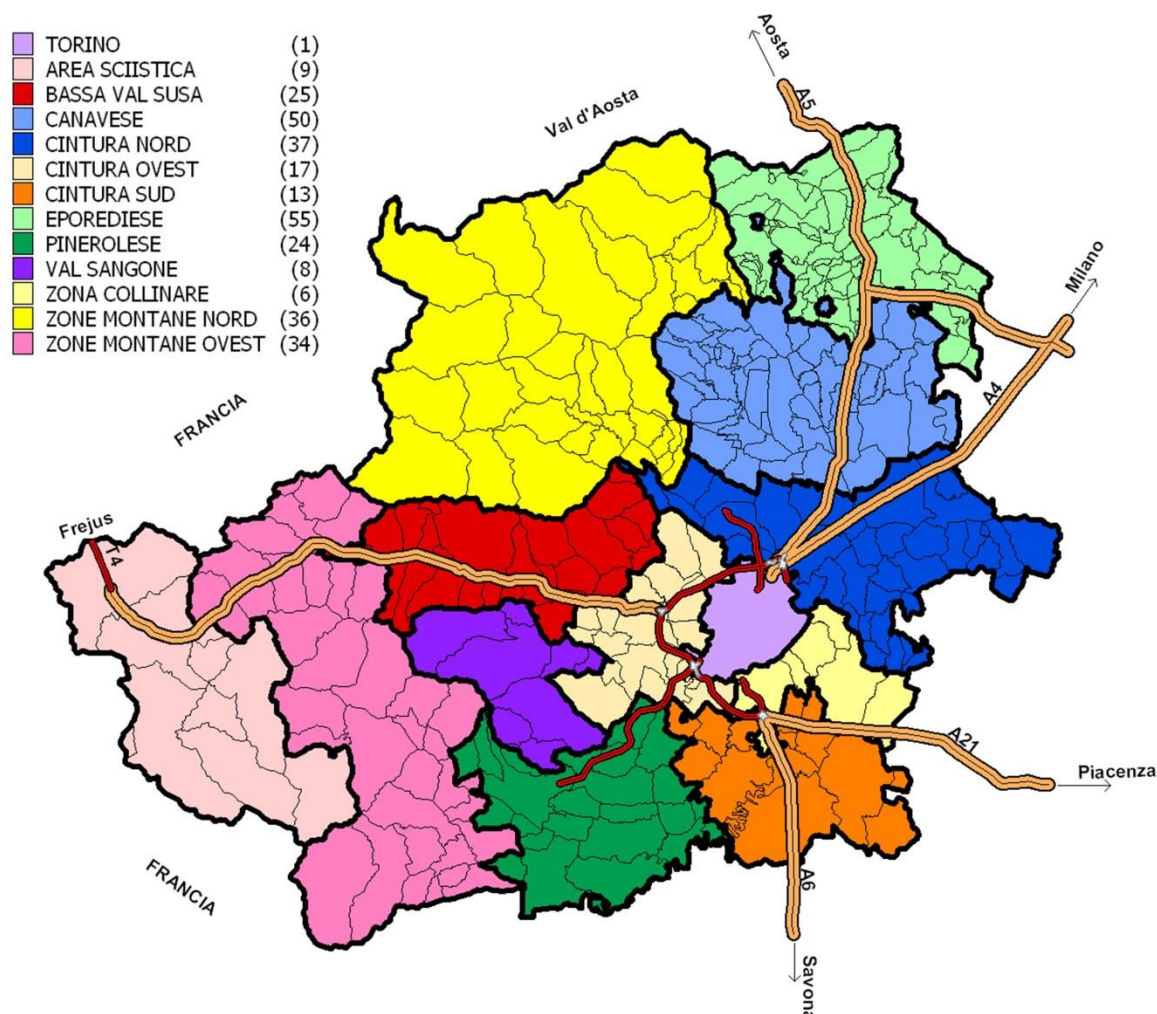 TORINO (1)
AREA SCIISTICA (9)
BASSA VAL SUSA (25)
CANAVESE (50)
CINTURA NORD (37)
CINTURA OVEST (17)
CINTURA SUD (13)
EPOREDIESE (55)
PINEROLESE (24)
VAL SANGONE (8)
ZONA COLLINARE (6)
ZONE MONTANE NORD (36)
ZONE MONTANE OVEST (34)
Aosta
A5
Val d'Aosta
Milano
A4
FRANCIA
Frejus
T4
A21
Piacenza
FRANCIA
A6
Savona